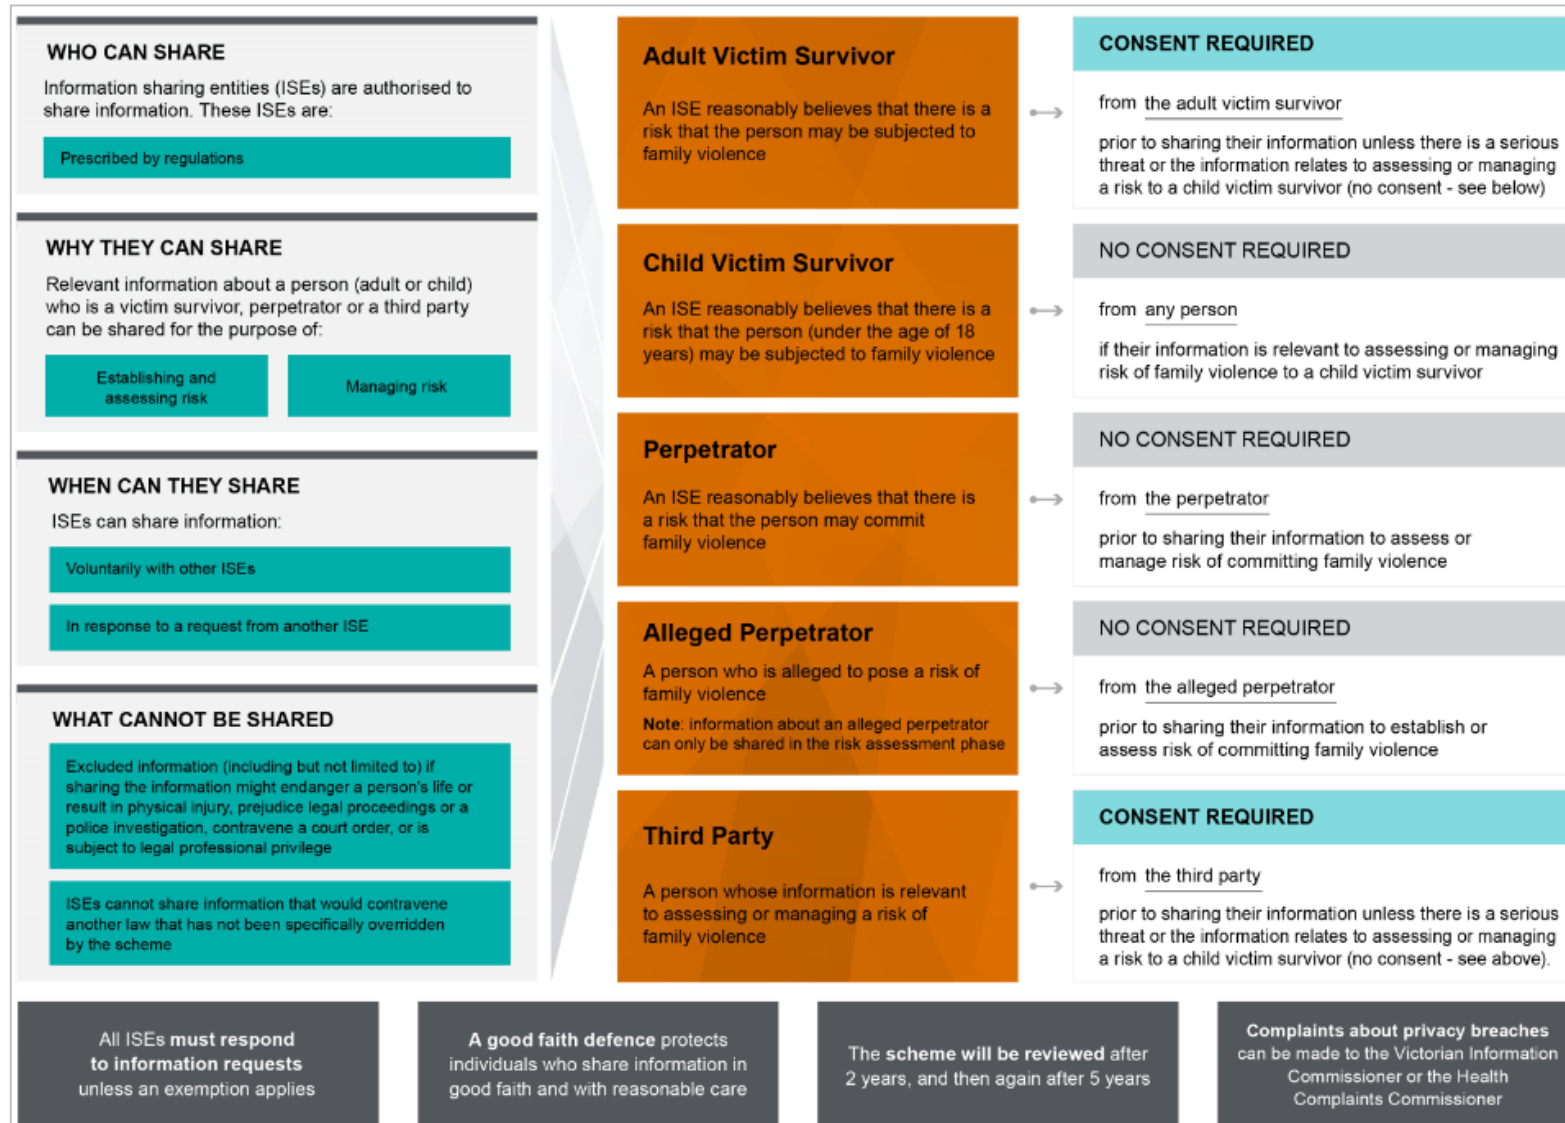 WHO CAN SHARE
Information sharing entities (ISEs) are authorised to
share information. These ISEs are:
Prescribed by regulations
WHY THEY CAN SHARE
Relevant information about a person (adult or child)
who is a victim survivor, perpetrator or a third party
can be shared for the purpose of:
Establishing and
assessing risk
Managing risk
WHEN CAN THEY SHARE
ISEs can share information:
Voluntarily with other ISEs
In response to a request from another ISE
WHAT CANNOT BE SHARED
Excluded information (including but not limited to) if
sharing the information might endanger a person's life or
result in physical injury, prejudice legal proceedings or a
police investigation, contravene a court order, or is
subject to legal professional privilege
ISEs cannot share information that would contravene
another law that has not been specifically overridden
by the scheme
Adult Victim Survivor
An ISE reasonably believes that there is a
risk that the person may be subjected to
family violence
CONSENT REQUIRED
from the adult victim survivor
prior to sharing their information unless there is a serious
threat or the information relates to assessing or managing
a risk to a child victim survivor (no consent - see below)
Child Victim Survivor
An ISE reasonably believes that there is a
risk that the person (under the age of 18
years) may be subjected to family violence
NO CONSENT REQUIRED
from any person
if their information is relevant to assessing or managing
risk of family violence to a child victim survivor
Perpetrator
An ISE reasonably believes that there is
a risk that the person may commit
family violence
NO CONSENT REQUIRED
from the perpetrator
prior to sharing their information to assess or
manage risk of committing family violence
Alleged Perpetrator
A person who is alleged to pose a risk of
family violence
Note: information about an alleged perpetrator
can only be shared in the risk assessment phase
NO CONSENT REQUIRED
from the alleged perpetrator
prior to sharing their information to establish or
assess risk of committing family violence
Third Party
A person whose information is relevant
to assessing or managing a risk of
family violence
CONSENT REQUIRED
from the third party
prior to sharing their information unless there is a serious
threat or the information relates to assessing or managing
a risk to a child victim survivor (no consent - see above).
All ISEs must respond
to information requests
unless an exemption applies
A good faith defence protects
individuals who share information in
good faith and with reasonable care
The scheme will be reviewed after
2 years, and then again after 5 years
Complaints about privacy breaches
can be made to the Victorian Information
Commissioner or the Health
Complaints Commissioner